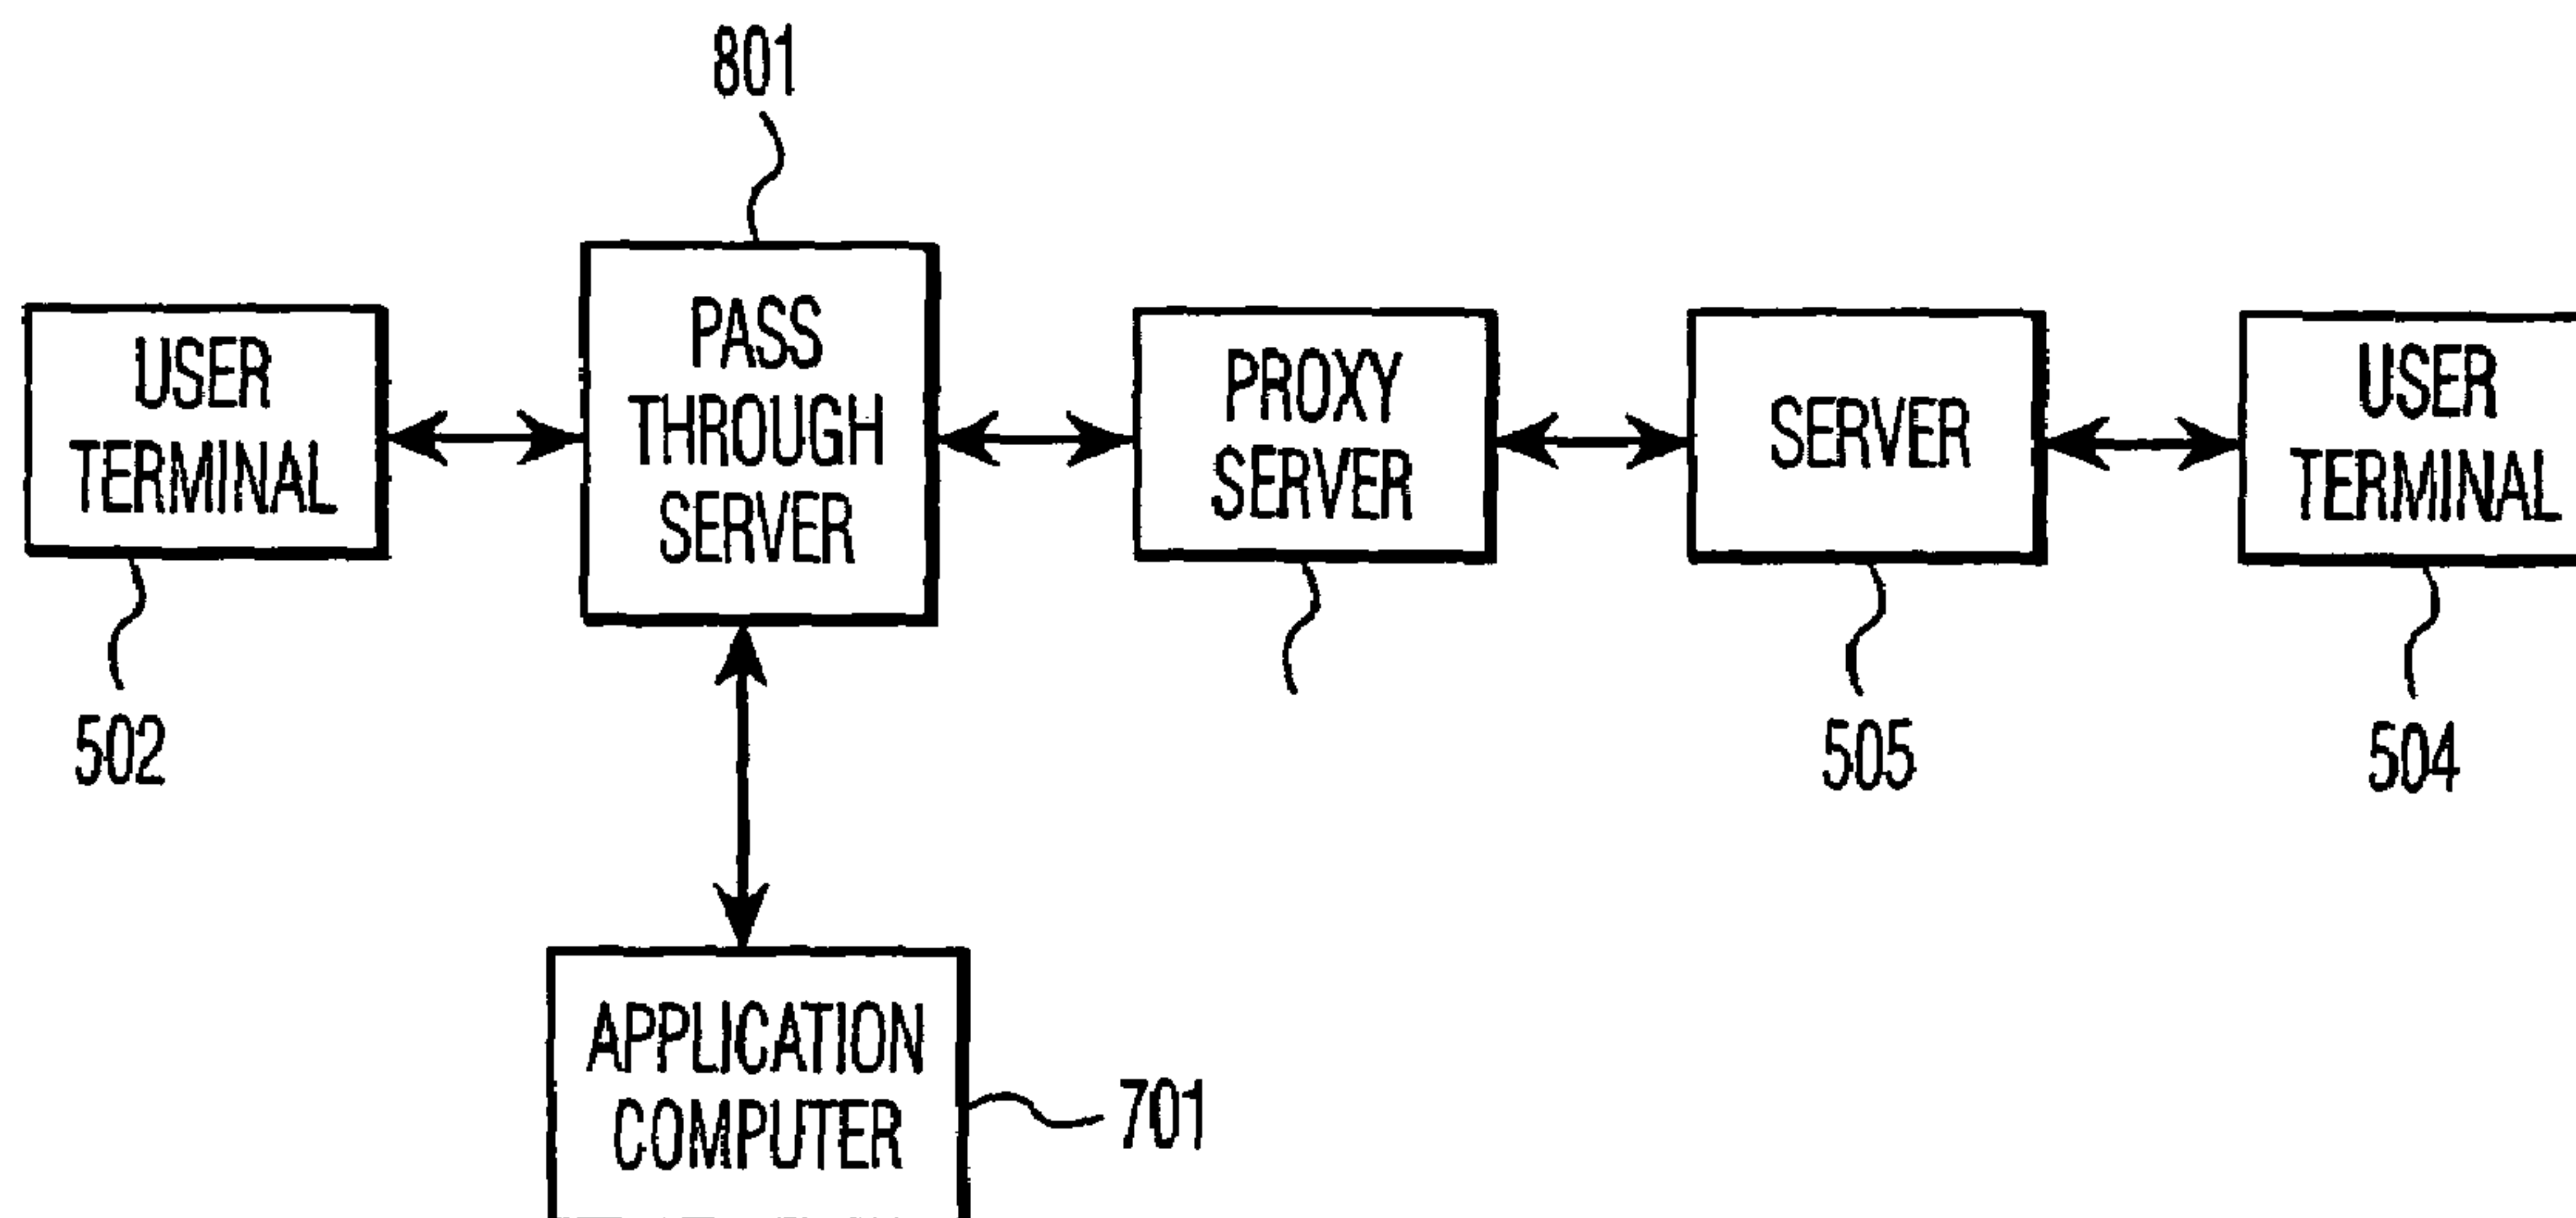 801
USER
TERMINAL
PASS
THROUGH
SERVER
PROXY
SERVER
SERVER
USER
TERMINAL
502
505
504
APPLICATION
COMPUTER
701